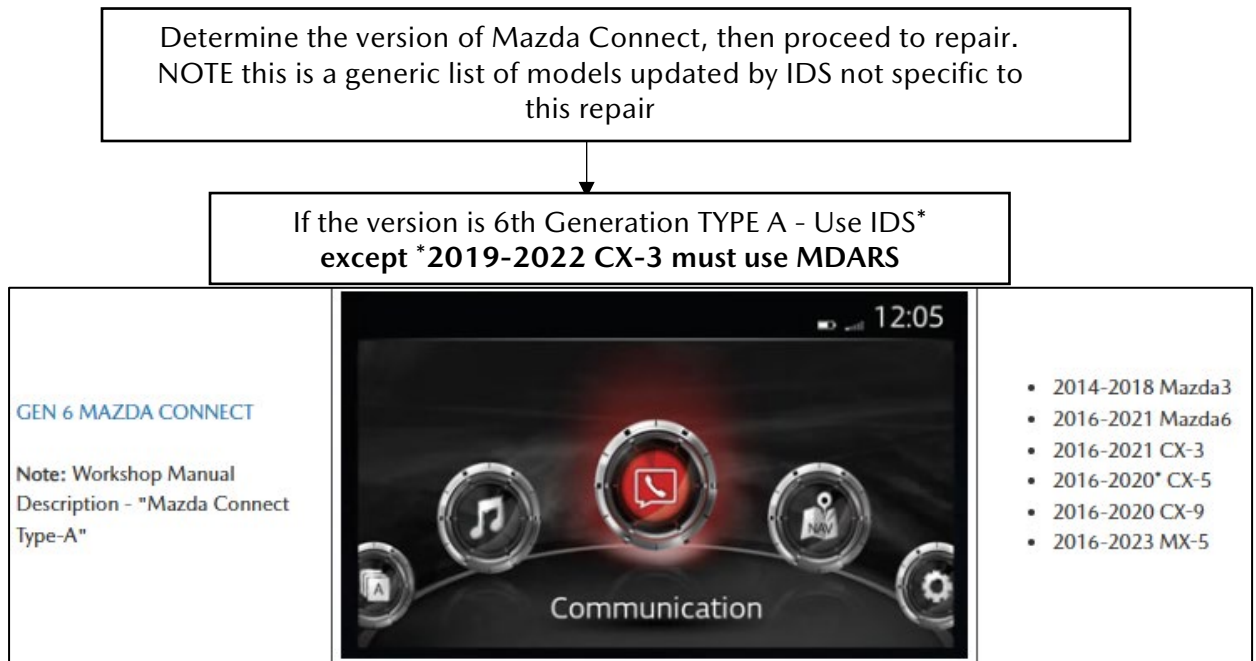 Determine the version of Mazda Connect, then proceed to repair.
NOTE this is a generic list of models updated by IDS not specific to
this repair
If the version is 6th Generation TYPE A - Use IDS*
except *2019-2022 CX-3 must use MDARS
GEN 6 MAZDA CONNECT
Note: Workshop Manual
Description - "Mazda Connect
Type-A"
12:05
NAV
A
Communication
• 2014-2018 Mazda3
• 2016-2021 Mazda6
• 2016-2021 CX-3
• 2016-2020* CX-5
• 2016-2020 CX-9
• 2016-2023 MX-5